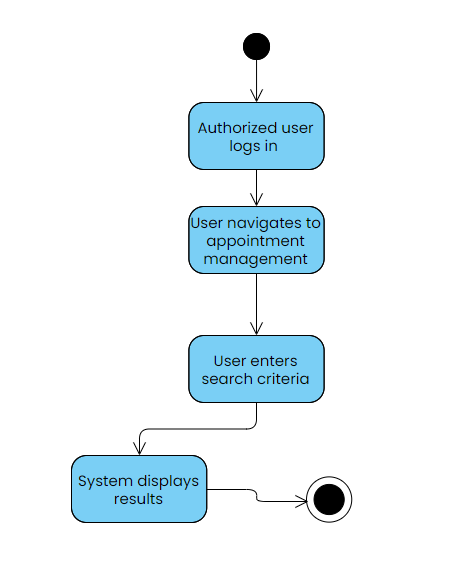 Authorized user
logs in
User navigates to
appointment
management
User enters
search criteria
System displays
results